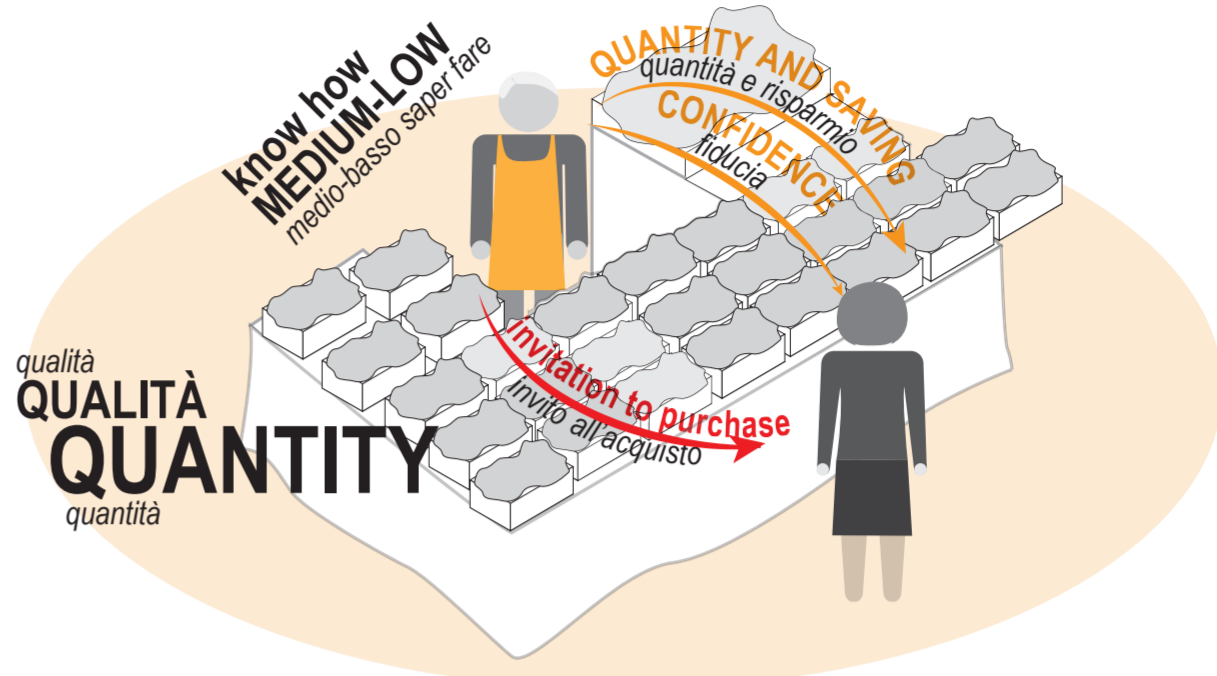 know how
MEDIUM-LOW
medio-basso saper fare
QUANTITY AND SAVING
quantità e risparmio
CONFIDENCE
fiducia
invitation to purchase
invito all'acquisto
qualità
QUALITÀ
QUANTITY
quantità